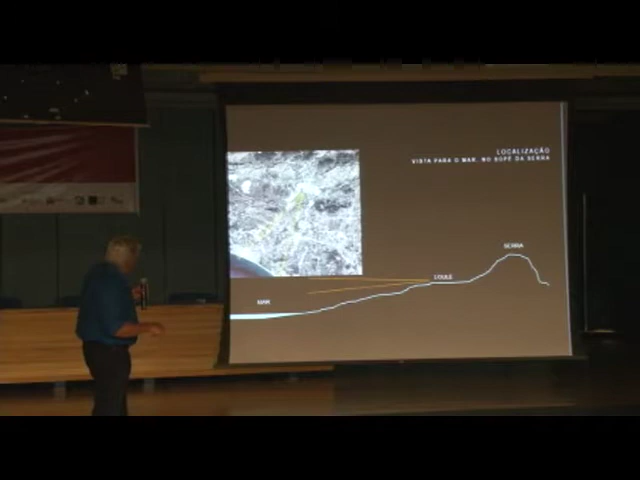 LOCALIZAÇÃO
VISTA PARA O MAR, NO SOPÉ DA SERRA
SERRA
LOULÉ
MAR